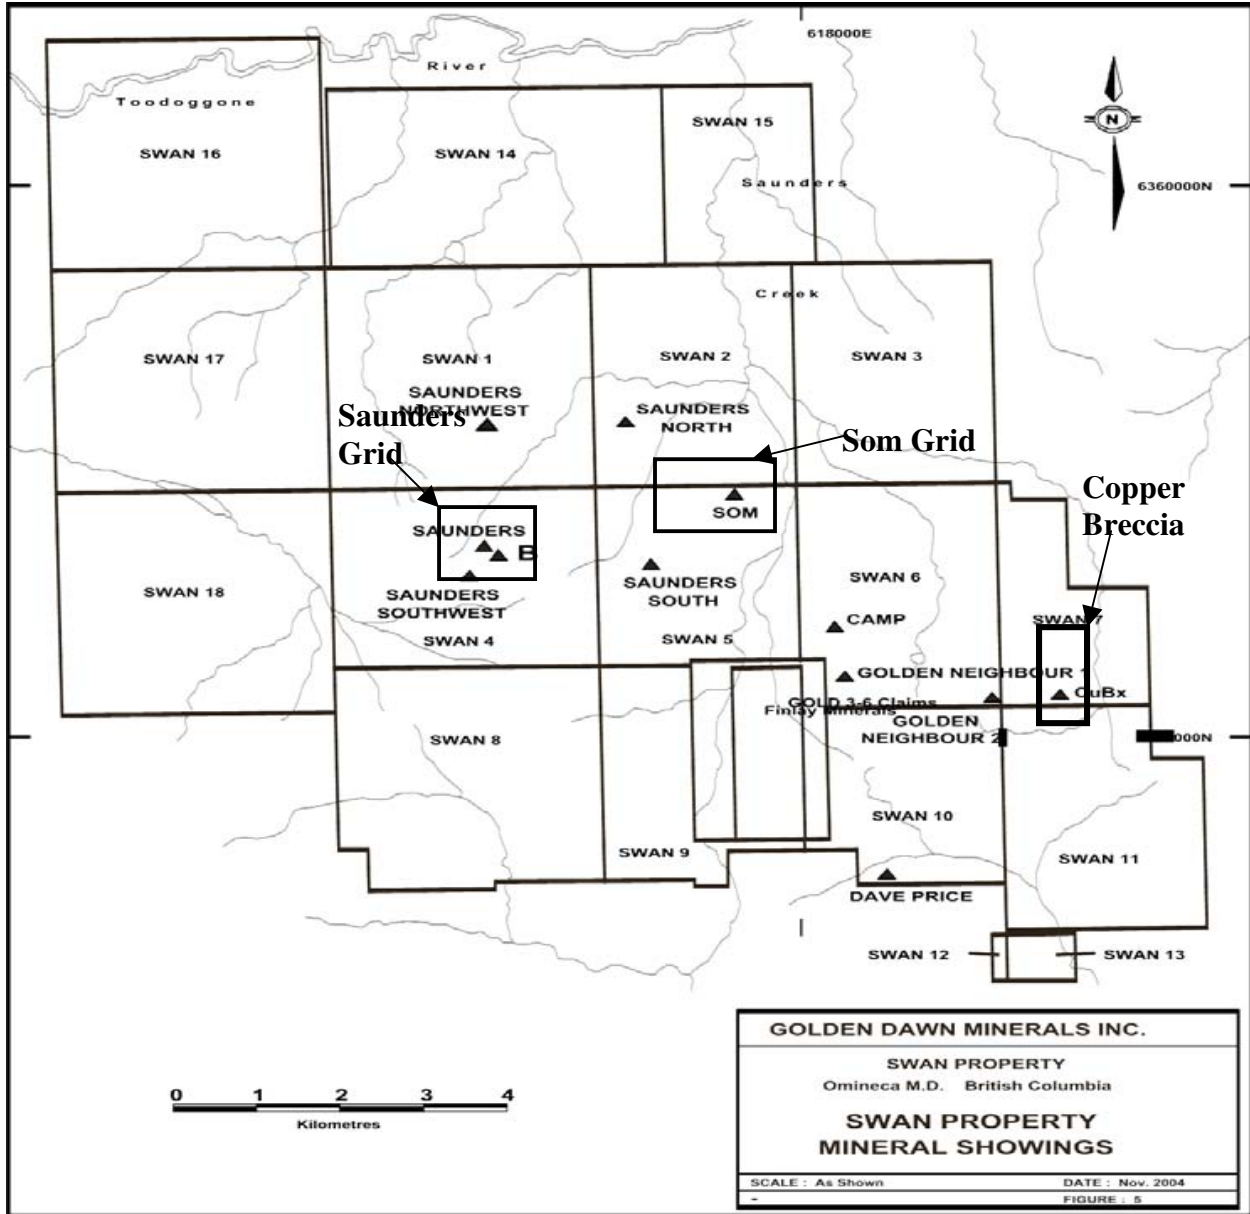 618000E
River
Toodoggone
SWAN 15
SWAN 16
SWAN 14
Saunders
N
6360000N
Creek
SWAN 17
SWAN 1
SWAN 2
SWAN 3
SAUNDERS
NORTHWEST
SAUNDERS
NORTH
Saunders
Grid
Som Grid
Copper
Breccia
SOM
SAUNDERS
B
SWAN 18
SAUNDERS
SOUTHWEST
SAUNDERS
SOUTH
SWAN 6
SWAN 4
SWAN 5
CAMP
SWAN 7
GOLDEN NEIGHBOUR 1
CuBx
GOLD 3-6 Claims
Finlay Minerals
GOLDEN
NEIGHBOUR 2
000N
SWAN 8
SWAN 10
SWAN 9
SWAN 11
DAVE PRICE
SWAN 12
SWAN 13
GOLDEN DAWN MINERALS INC.
SWAN PROPERTY
Omineca M.D. British Columbia
SWAN PROPERTY
MINERAL SHOWINGS
SCALE : As Shown
DATE : Nov. 2004
-
FIGURE : 5
0 1 2 3 4
Kilometres